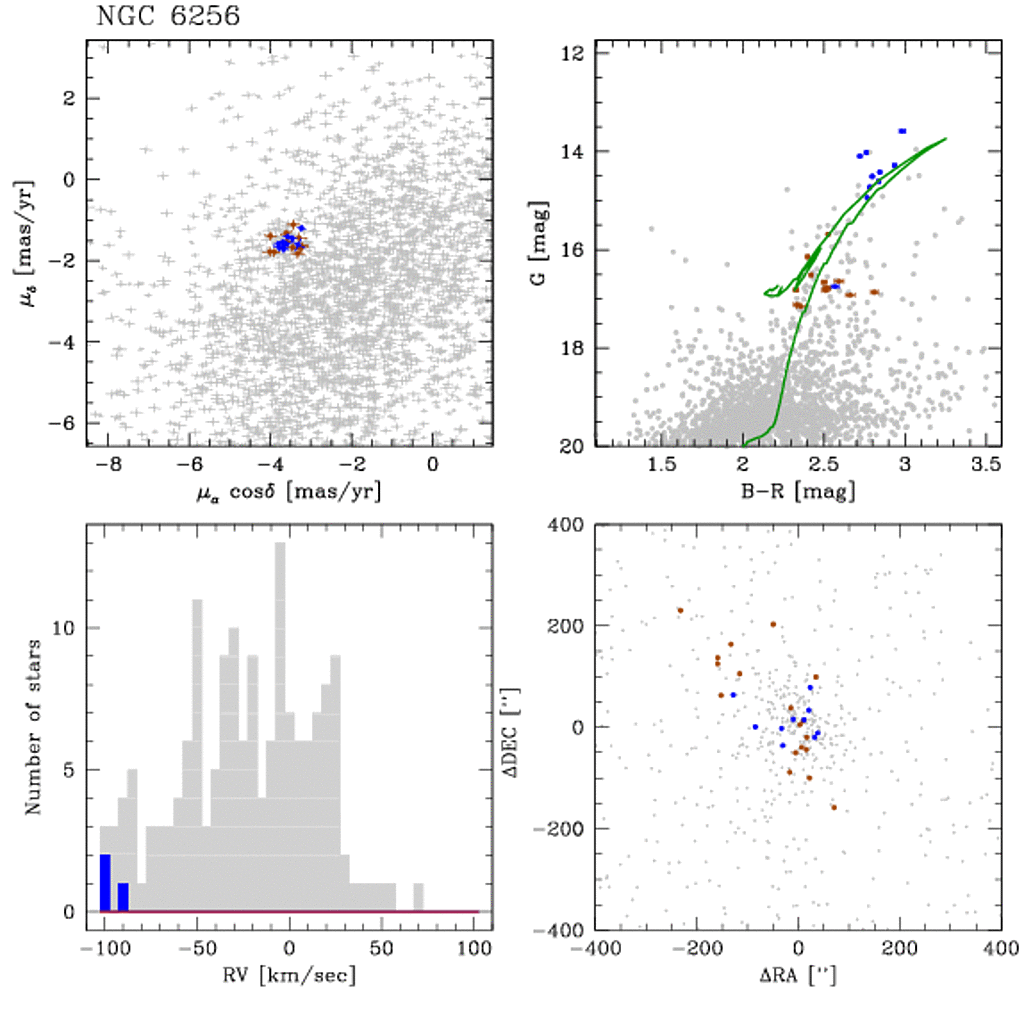 NGC 6256
2
0
−2
−4
−6
μδ [mas/yr]
−8 −6 −4 −2 0
μα cosδ [mas/yr]
12
14
16
18
20
G [mag]
1.5 2 2.5 3 3.5
B−R [mag]
10
5
0
Number of stars
−100 −50 0 50 100
RV [km/sec]
400
200
0
−200
−400
ΔDEC ["]
−400 −200 0 200 400
ΔRA ["]